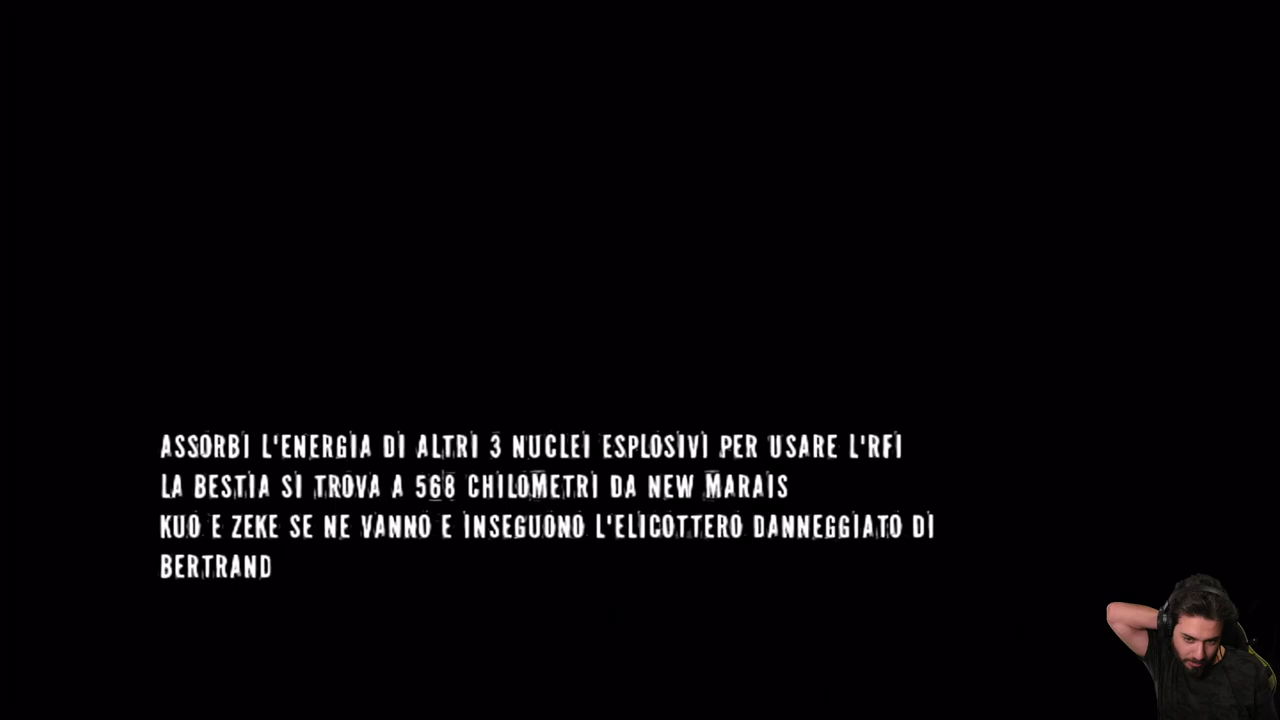 ASSORBI L'ENERGIA DI ALTRI 3 NUCLEI ESPLOSIVI PER USARE L'RFI
LA BESTIA SI TROVA A 568 CHILOMETRI DA NEW MARAIS
KUO E ZEKE SE NE VANNO E INSEGUONO L'ELICOTTERO DANNEGGIATO DI
BERTRAND